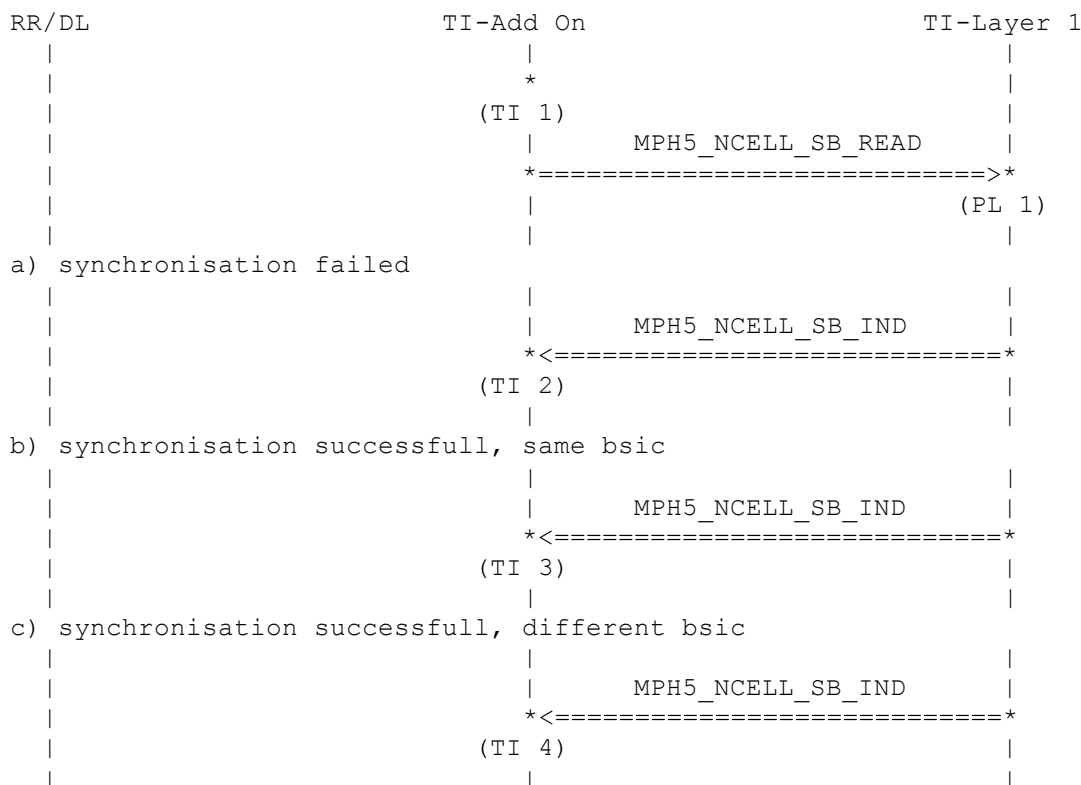 RR/DL                      TI-Add On                     TI-Layer 1
  |                             |                             |
  |                             *                             |
  |                          (TI 1)                           |
  |                             |      MPH5_NCELL_SB_READ     |
  |                             *============================>*
  |                             |                          (PL 1)
  |                             |                             |
a) synchronisation failed
  |                             |                             |
  |                             |      MPH5_NCELL_SB_IND      |
  |                             *<============================*
  |                          (TI 2)                           |
  |                             |                             |
b) synchronisation successfull, same bsic
  |                             |                             |
  |                             |      MPH5_NCELL_SB_IND      |
  |                             *<============================*
  |                          (TI 3)                           |
  |                             |                             |
c) synchronisation successfull, different bsic
  |                             |                             |
  |                             |      MPH5_NCELL_SB_IND      |
  |                             *<============================*
  |                          (TI 4)                           |
  |                             |                             |